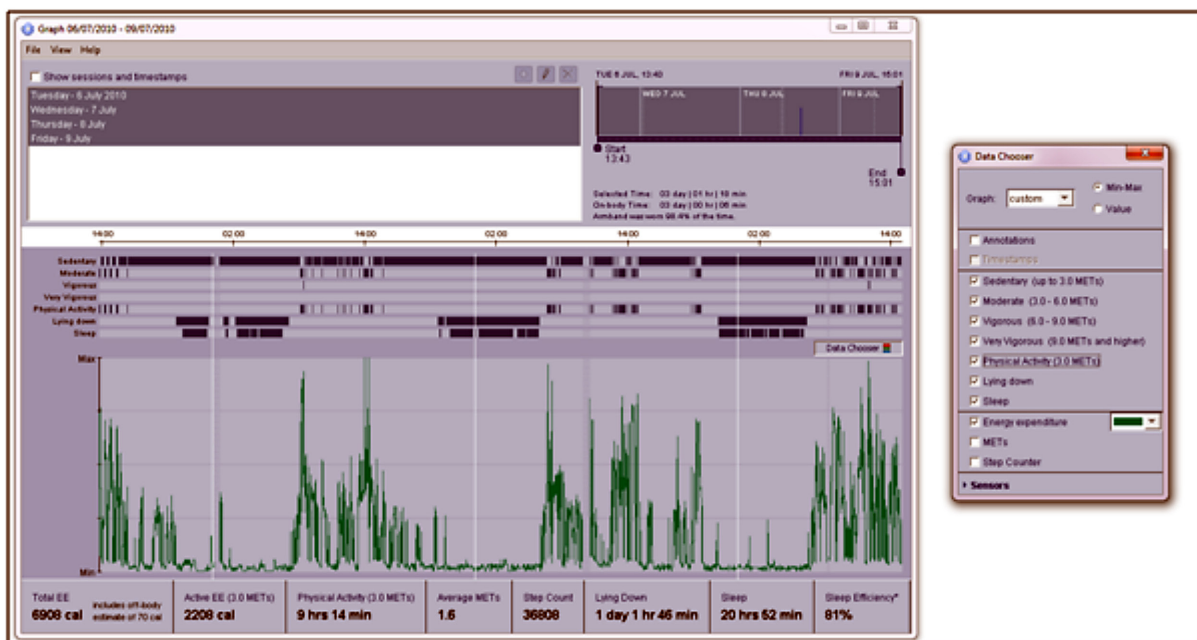 Graph 06/07/2010 - 09/07/2010
File View Help
Show sessions and timestamps
Tuesday - 6 July 2010
Wednesday - 7 July
Thursday - 8 July
Friday - 9 July
TUE 6 JUL, 13:43
FRI 9 JUL, 15:01
WED 7 JUL
THU 8 JUL
FRI 9 JUL
Start
13:43
End
15:01
Selected Time: 03 day | 01 hr | 18 min
On-body Time: 03 day | 00 hr | 06 min
Armband was worn 98.4% of the time.
02:00 14:00 02:00 14:00 02:00 14:00
Sedentary
Moderate
Vigorous
Very Vigorous
Physical Activity
Lying down
Sleep
Data Chooser
Max
Min
Total EE
6908 cal
includes off-body
estimate of 70 cal
Active EE (3.0 METs)
2208 cal
Physical Activity (3.0 METs)
9 hrs 14 min
Average METs
1.6
Step Count
36808
Lying Down
1 day 1 hr 46 min
Sleep
20 hrs 52 min
Sleep Efficiency*
81%
Data Chooser
Graph: custom
Min-Max
Value
Annotations
Timestamps
Sedentary (up to 3.0 METs)
Moderate (3.0 - 6.0 METs)
Vigorous (6.0 - 9.0 METs)
Very Vigorous (9.0 METs and higher)
Physical Activity (3.0 METs)
Lying down
Sleep
Energy expenditure
METs
Step Counter
Sensors